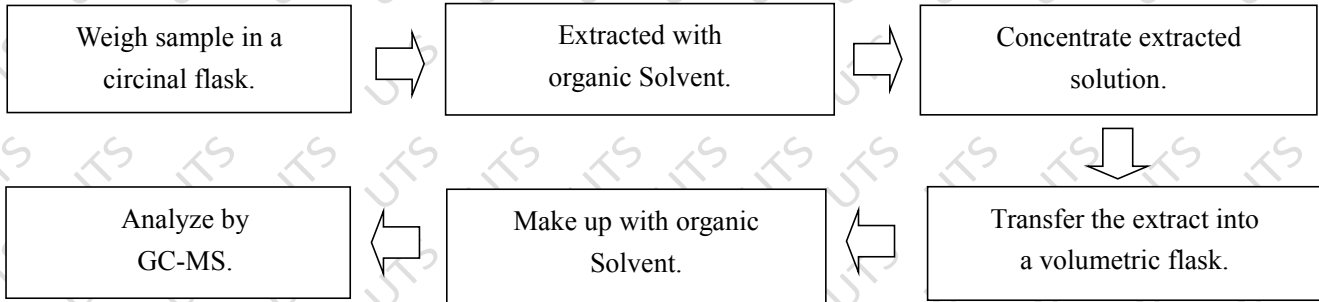 Weigh sample in a
circinal flask.
Extracted with
organic Solvent.
Concentrate extracted
solution.
Transfer the extract into
a volumetric flask.
Make up with organic
Solvent.
Analyze by
GC-MS.
UTS